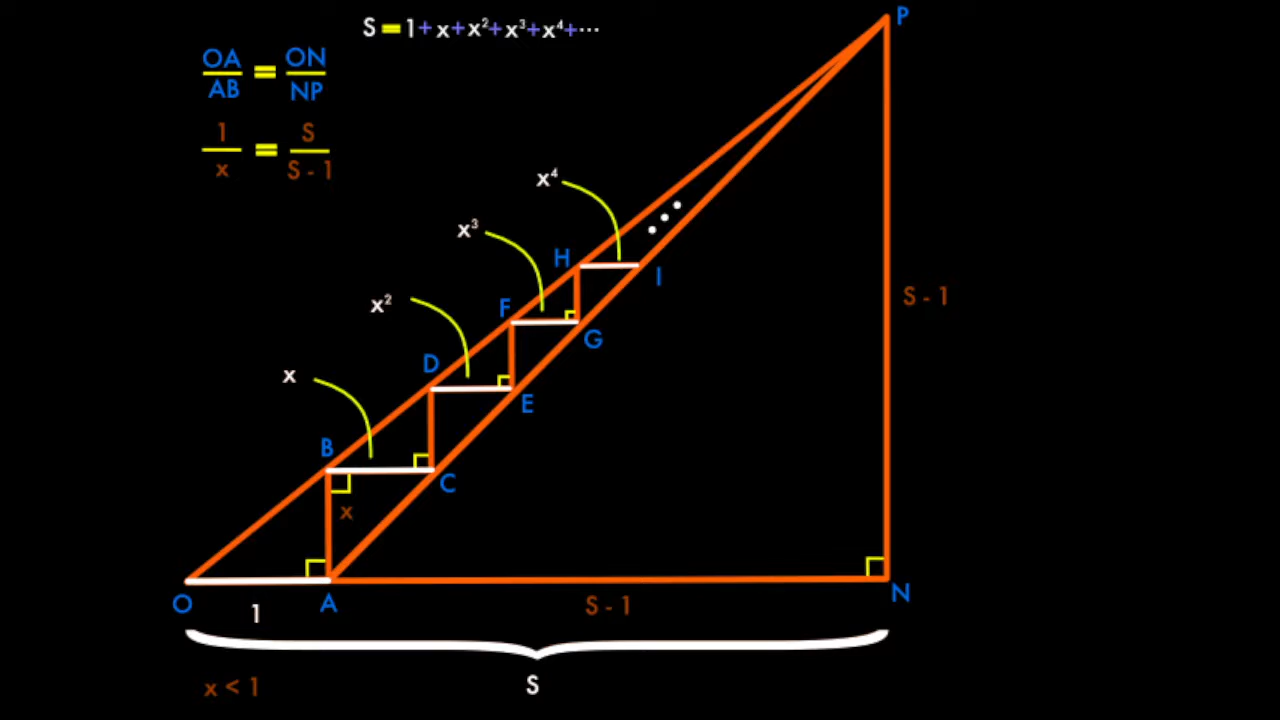 S = 1 + x + x² + x³ + x⁴ + ⋯
OA/AB = ON/NP
1/x = S/S - 1
P
x⁴
x³
H
I
x²
F
G
S - 1
x
D
E
B
C
x
O
A
N
1
S - 1
x < 1
S